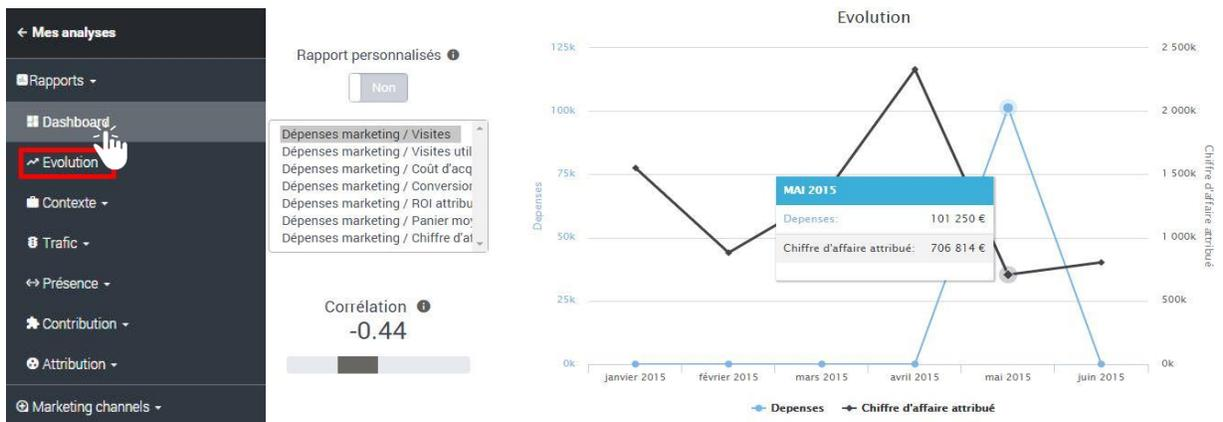 ← Mes analyses
Rapports
Dashboard
Evolution
Contexte
Trafic
Présence
Contribution
Attribution
Marketing channels
Rapport personnalisés
Non
Dépenses marketing / Visites
Dépenses marketing / Visites util
Dépenses marketing / Coût d'acq
Dépenses marketing / Conversion
Dépenses marketing / ROI attribu
Dépenses marketing / Panier moy
Dépenses marketing / Chiffre d'af
Corrélation
-0.44
Evolution
125k
100k
75k
50k
25k
0k
Depenses
2 500k
2 000k
1 500k
1 000k
500k
0k
Chiffre d'affaire attribué
MAI 2015
Depenses: 101 250 €
Chiffre d'affaire attribué: 706 814 €
janvier 2015 février 2015 mars 2015 avril 2015 mai 2015 juin 2015
Depenses Chiffre d'affaire attribué